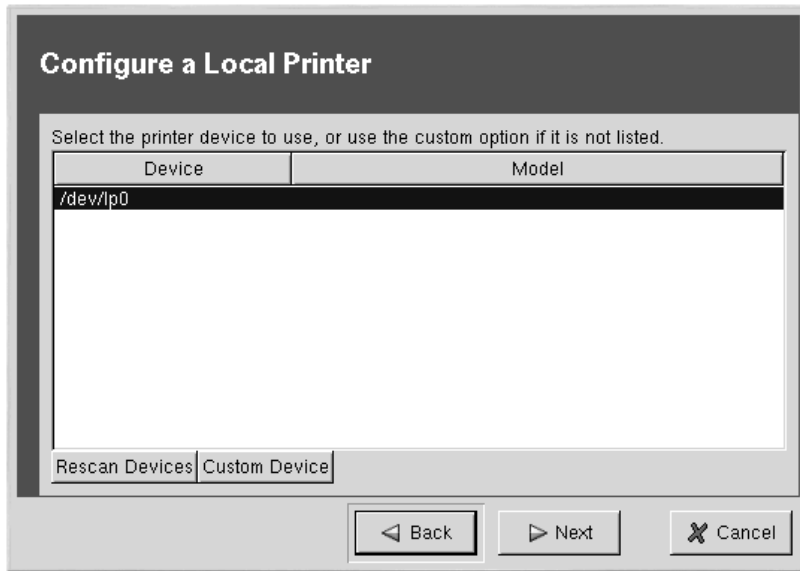 Configure a Local Printer
Select the printer device to use, or use the custom option if it is not listed.
Device Model
/dev/lp0
Rescan Devices Custom Device
Back Next Cancel